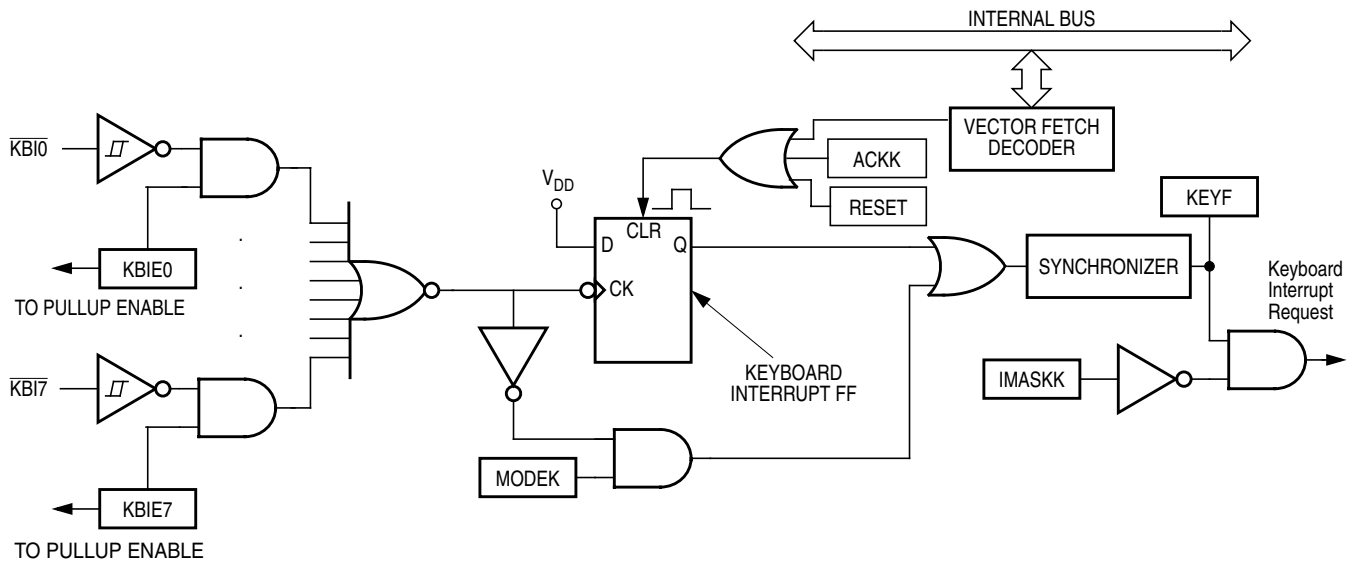 INTERNAL BUS
VECTOR FETCH
DECODER
ACKK
RESET
KBI0
KBIE0
TO PULLUP ENABLE
VDD
D
CLR
Q
CK
KEYF
SYNCHRONIZER
Keyboard
Interrupt
Request
KBI7
KBIE7
TO PULLUP ENABLE
KEYBOARD
INTERRUPT FF
IMASKK
MODEK